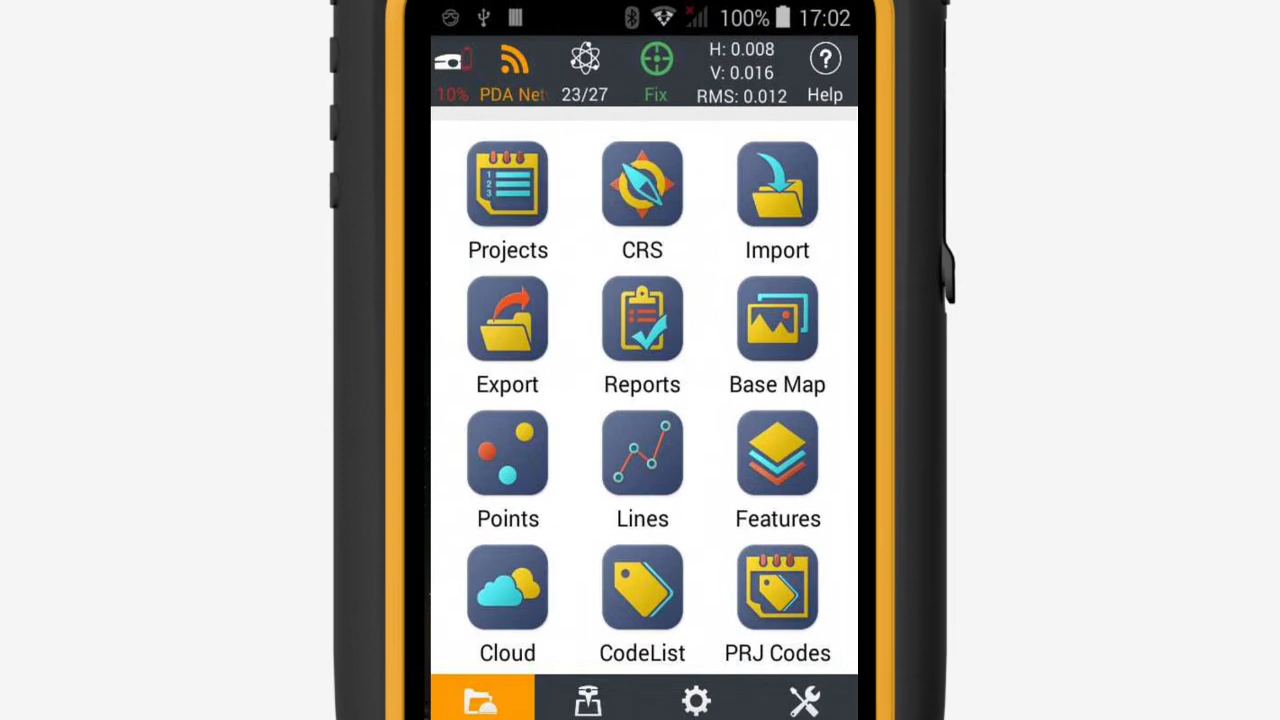 100% 17:02
H: 0.008
V: 0.016
10% PDA Net 23/27 Fix RMS: 0.012 Help
Projects CRS Import
Export Reports Base Map
Points Lines Features
Cloud CodeList PRJ Codes